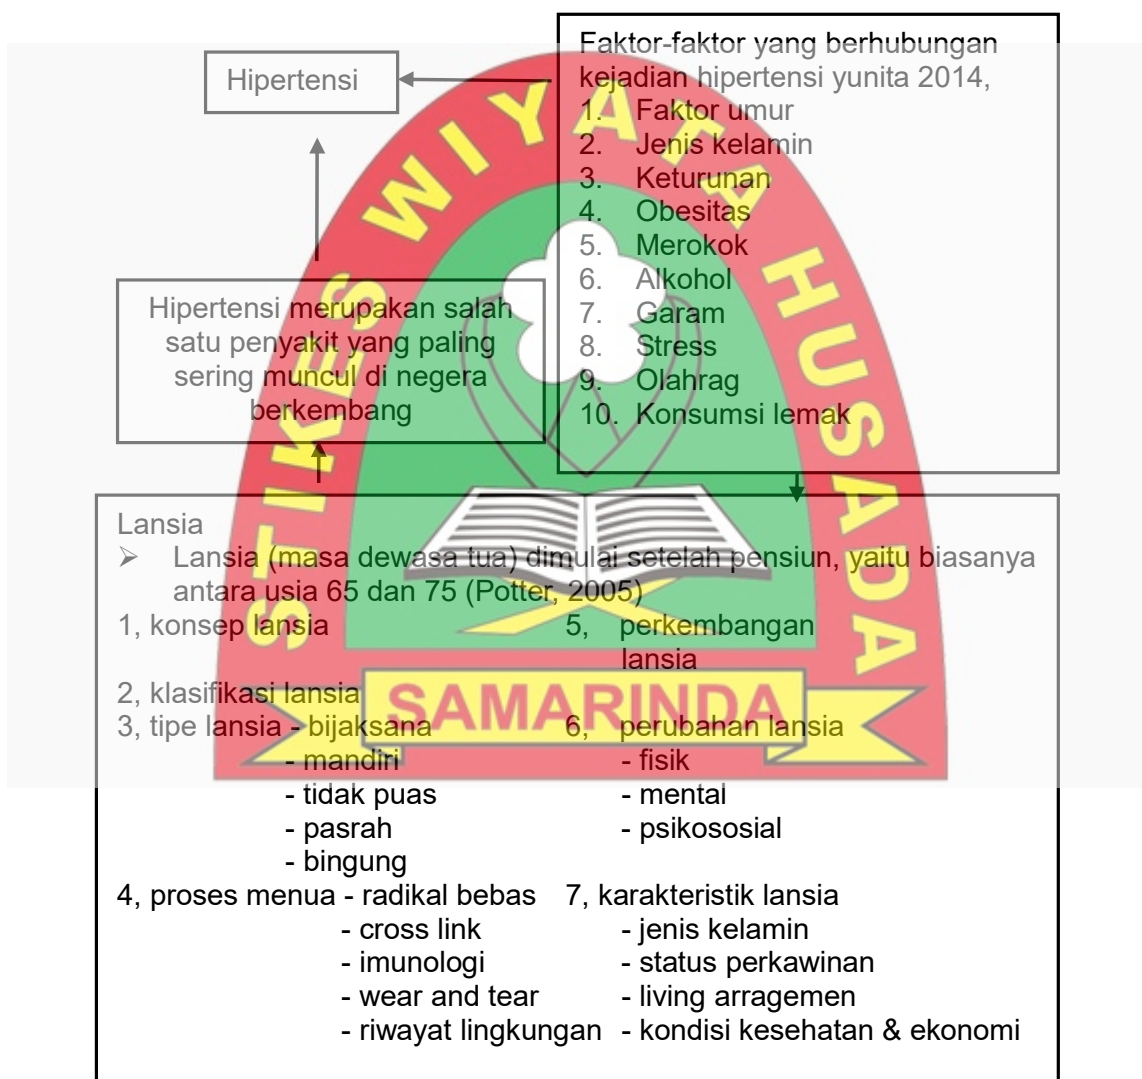 Faktor-faktor yang berhubungan
kejadian hipertensi yunita 2014,
1. Faktor umur
2. Jenis kelamin
3. Keturunan
4. Obesitas
5. Merokok
6. Alkohol
7. Garam
8. Stress
9. Olahrag
10. Konsumsi lemak
Hipertensi
Hipertensi merupakan salah
satu penyakit yang paling
sering muncul di negera
berkembang
Lansia
➢ Lansia (masa dewasa tua) dimulai setelah pensiun, yaitu biasanya
antara usia 65 dan 75 (Potter, 2005)
1, konsep lansia
2, klasifikasi lansia
3, tipe lansia - bijaksana
- mandiri
- tidak puas
- pasrah
- bingung
4, proses menua - radikal bebas
- cross link
- imunologi
- wear and tear
- riwayat lingkungan
5, perkembangan
lansia
6, perubanan lansia
- fisik
- mental
- psikososial
7, karakteristik lansia
- jenis kelamin
- status perkawinan
- living arragemen
- kondisi kesehatan & ekonomi
STIKES WIYATA HUSADA
SAMARINDA